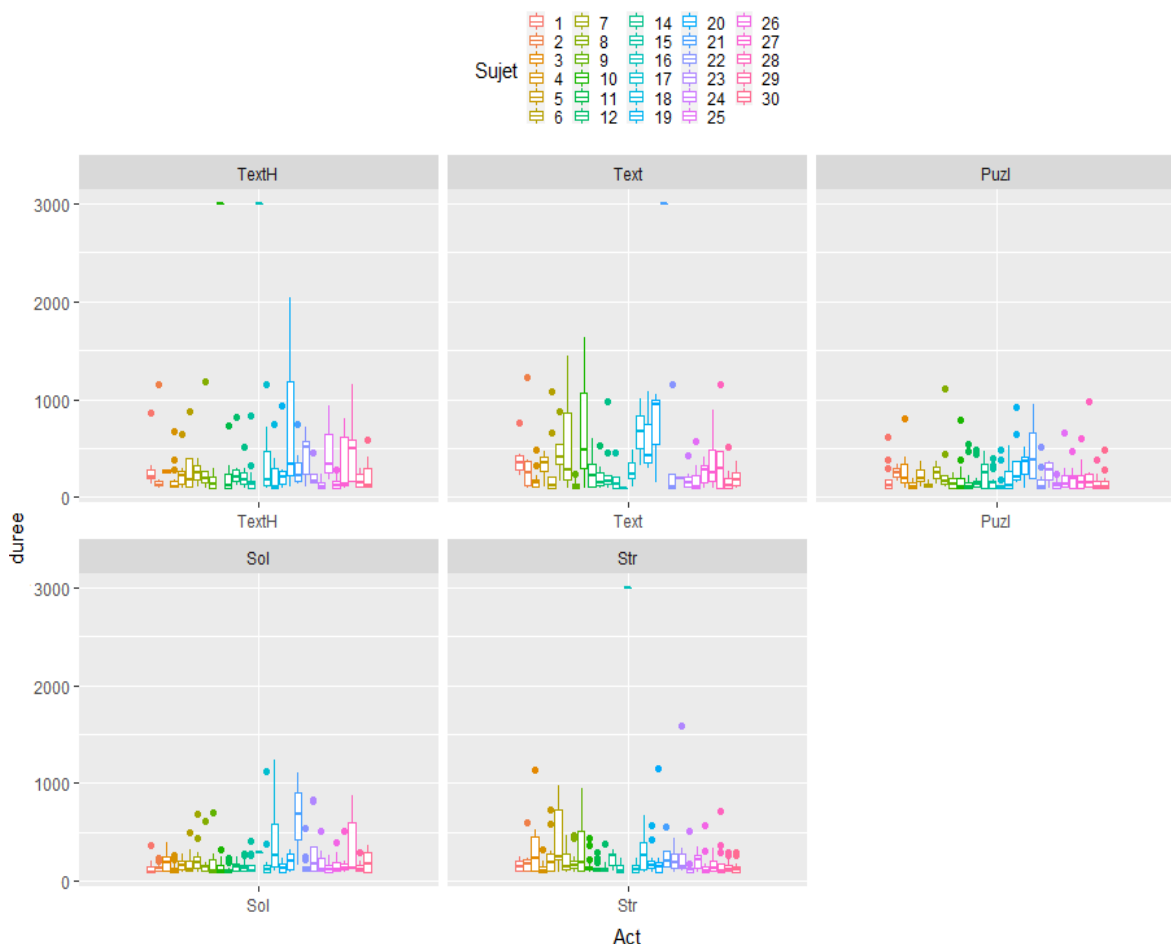 1 7 14 20 26
2 8 15 21 27
Sujet 3 9 16 22 28
4 10 17 23 29
5 11 18 24 30
6 12 19 25
TextH Text Puzl
3000
2000
1000
0
TextH Text Puzl
duree
Sol Str
3000
2000
1000
0
Sol Str
Act